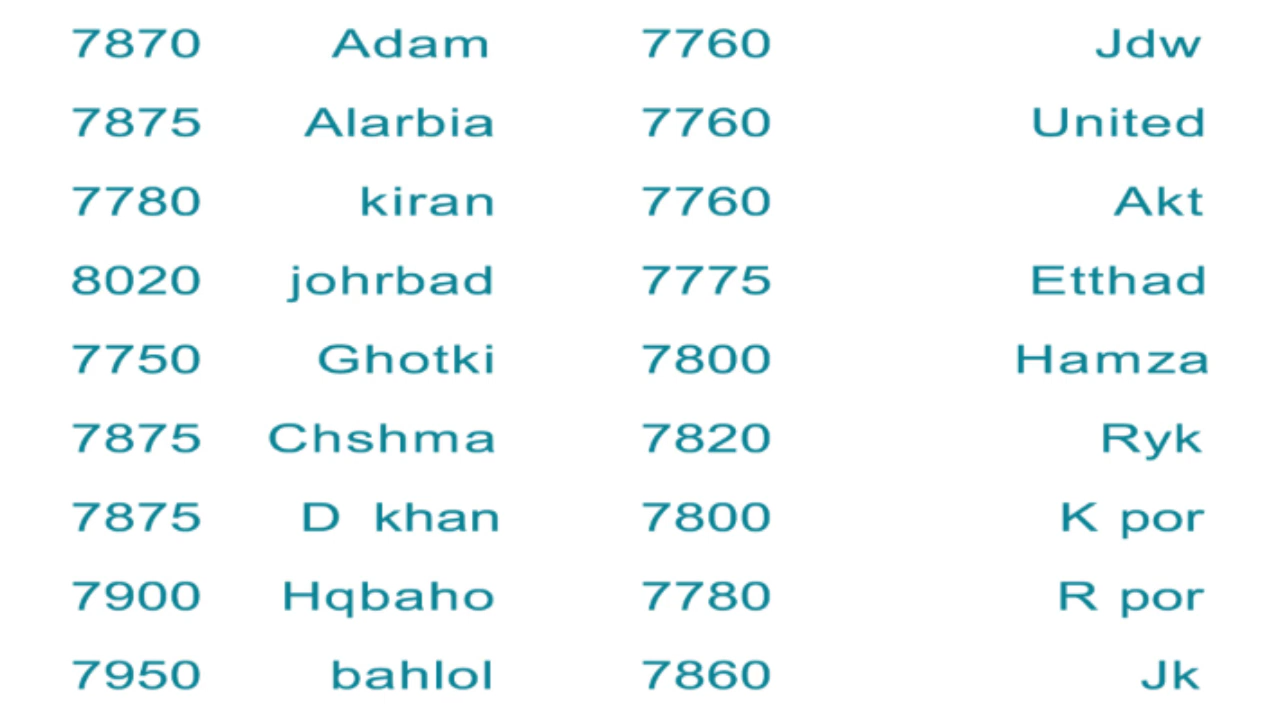 7870 Adam 7760 Jdw
7875 Alarbia 7760 United
7780 kiran 7760 Akt
8020 johrbad 7775 Etthad
7750 Ghotki 7800 Hamza
7875 Chshma 7820 Ryk
7875 D khan 7800 K por
7900 Hqbaho 7780 R por
7950 bahlol 7860 Jk